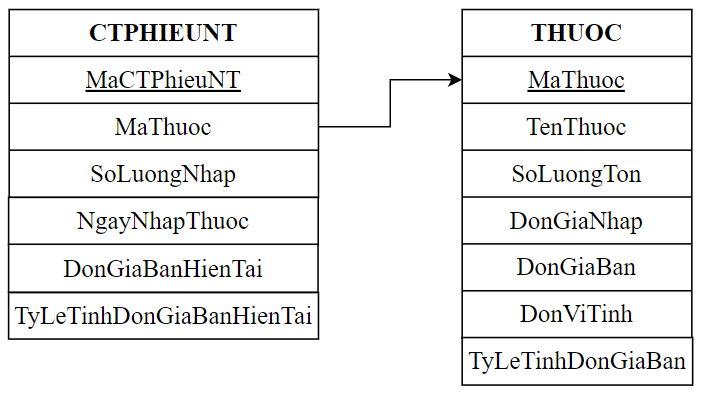 CTPHIEUNT
MaCTPhieuNT
MaThuoc
SoLuongNhap
NgayNhapThuoc
DonGiaBanHienTai
TyLeTinhDonGiaBanHienTai
THUOC
MaThuoc
TenThuoc
SoLuongTon
DonGiaNhap
DonGiaBan
DonViTinh
TyLeTinhDonGiaBan